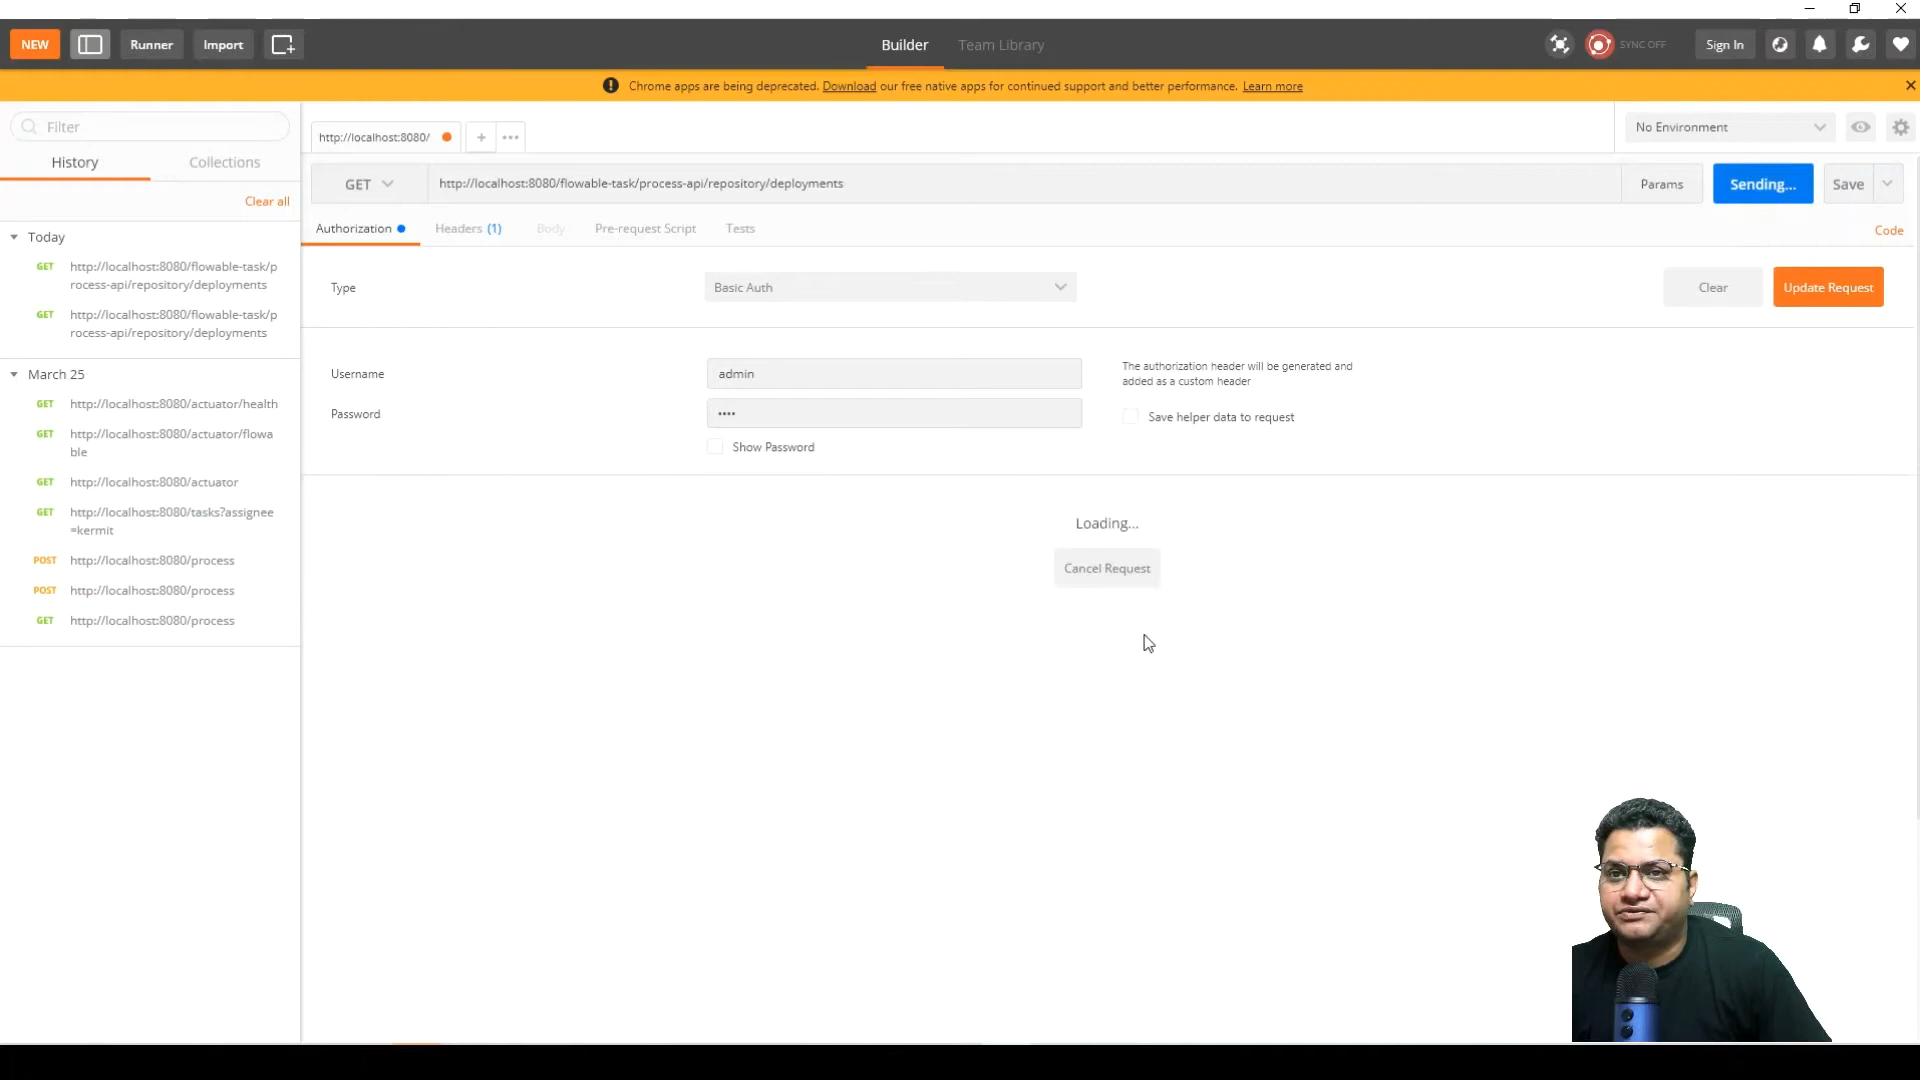 NEW
Runner
Import
Builder
Team Library
SYNC OFF
Sign In
Chrome apps are being deprecated. Download our free native apps for continued support and better performance. Learn more
Filter
History
Collections
Clear all
Today
GET http://localhost:8080/flowable-task/p
rocess-api/repository/deployments
GET http://localhost:8080/flowable-task/p
rocess-api/repository/deployments
March 25
GET http://localhost:8080/actuator/health
GET http://localhost:8080/actuator/flowa
ble
GET http://localhost:8080/actuator
GET http://localhost:8080/tasks?assignee
=kermit
POST http://localhost:8080/process
POST http://localhost:8080/process
GET http://localhost:8080/process
http://localhost:8080/
No Environment
GET
http://localhost:8080/flowable-task/process-api/repository/deployments
Params
Sending...
Save
Authorization
Headers (1)
Body
Pre-request Script
Tests
Code
Type
Basic Auth
Clear
Update Request
Username
admin
The authorization header will be generated and
added as a custom header
Password
••••
Save helper data to request
Show Password
Loading...
Cancel Request